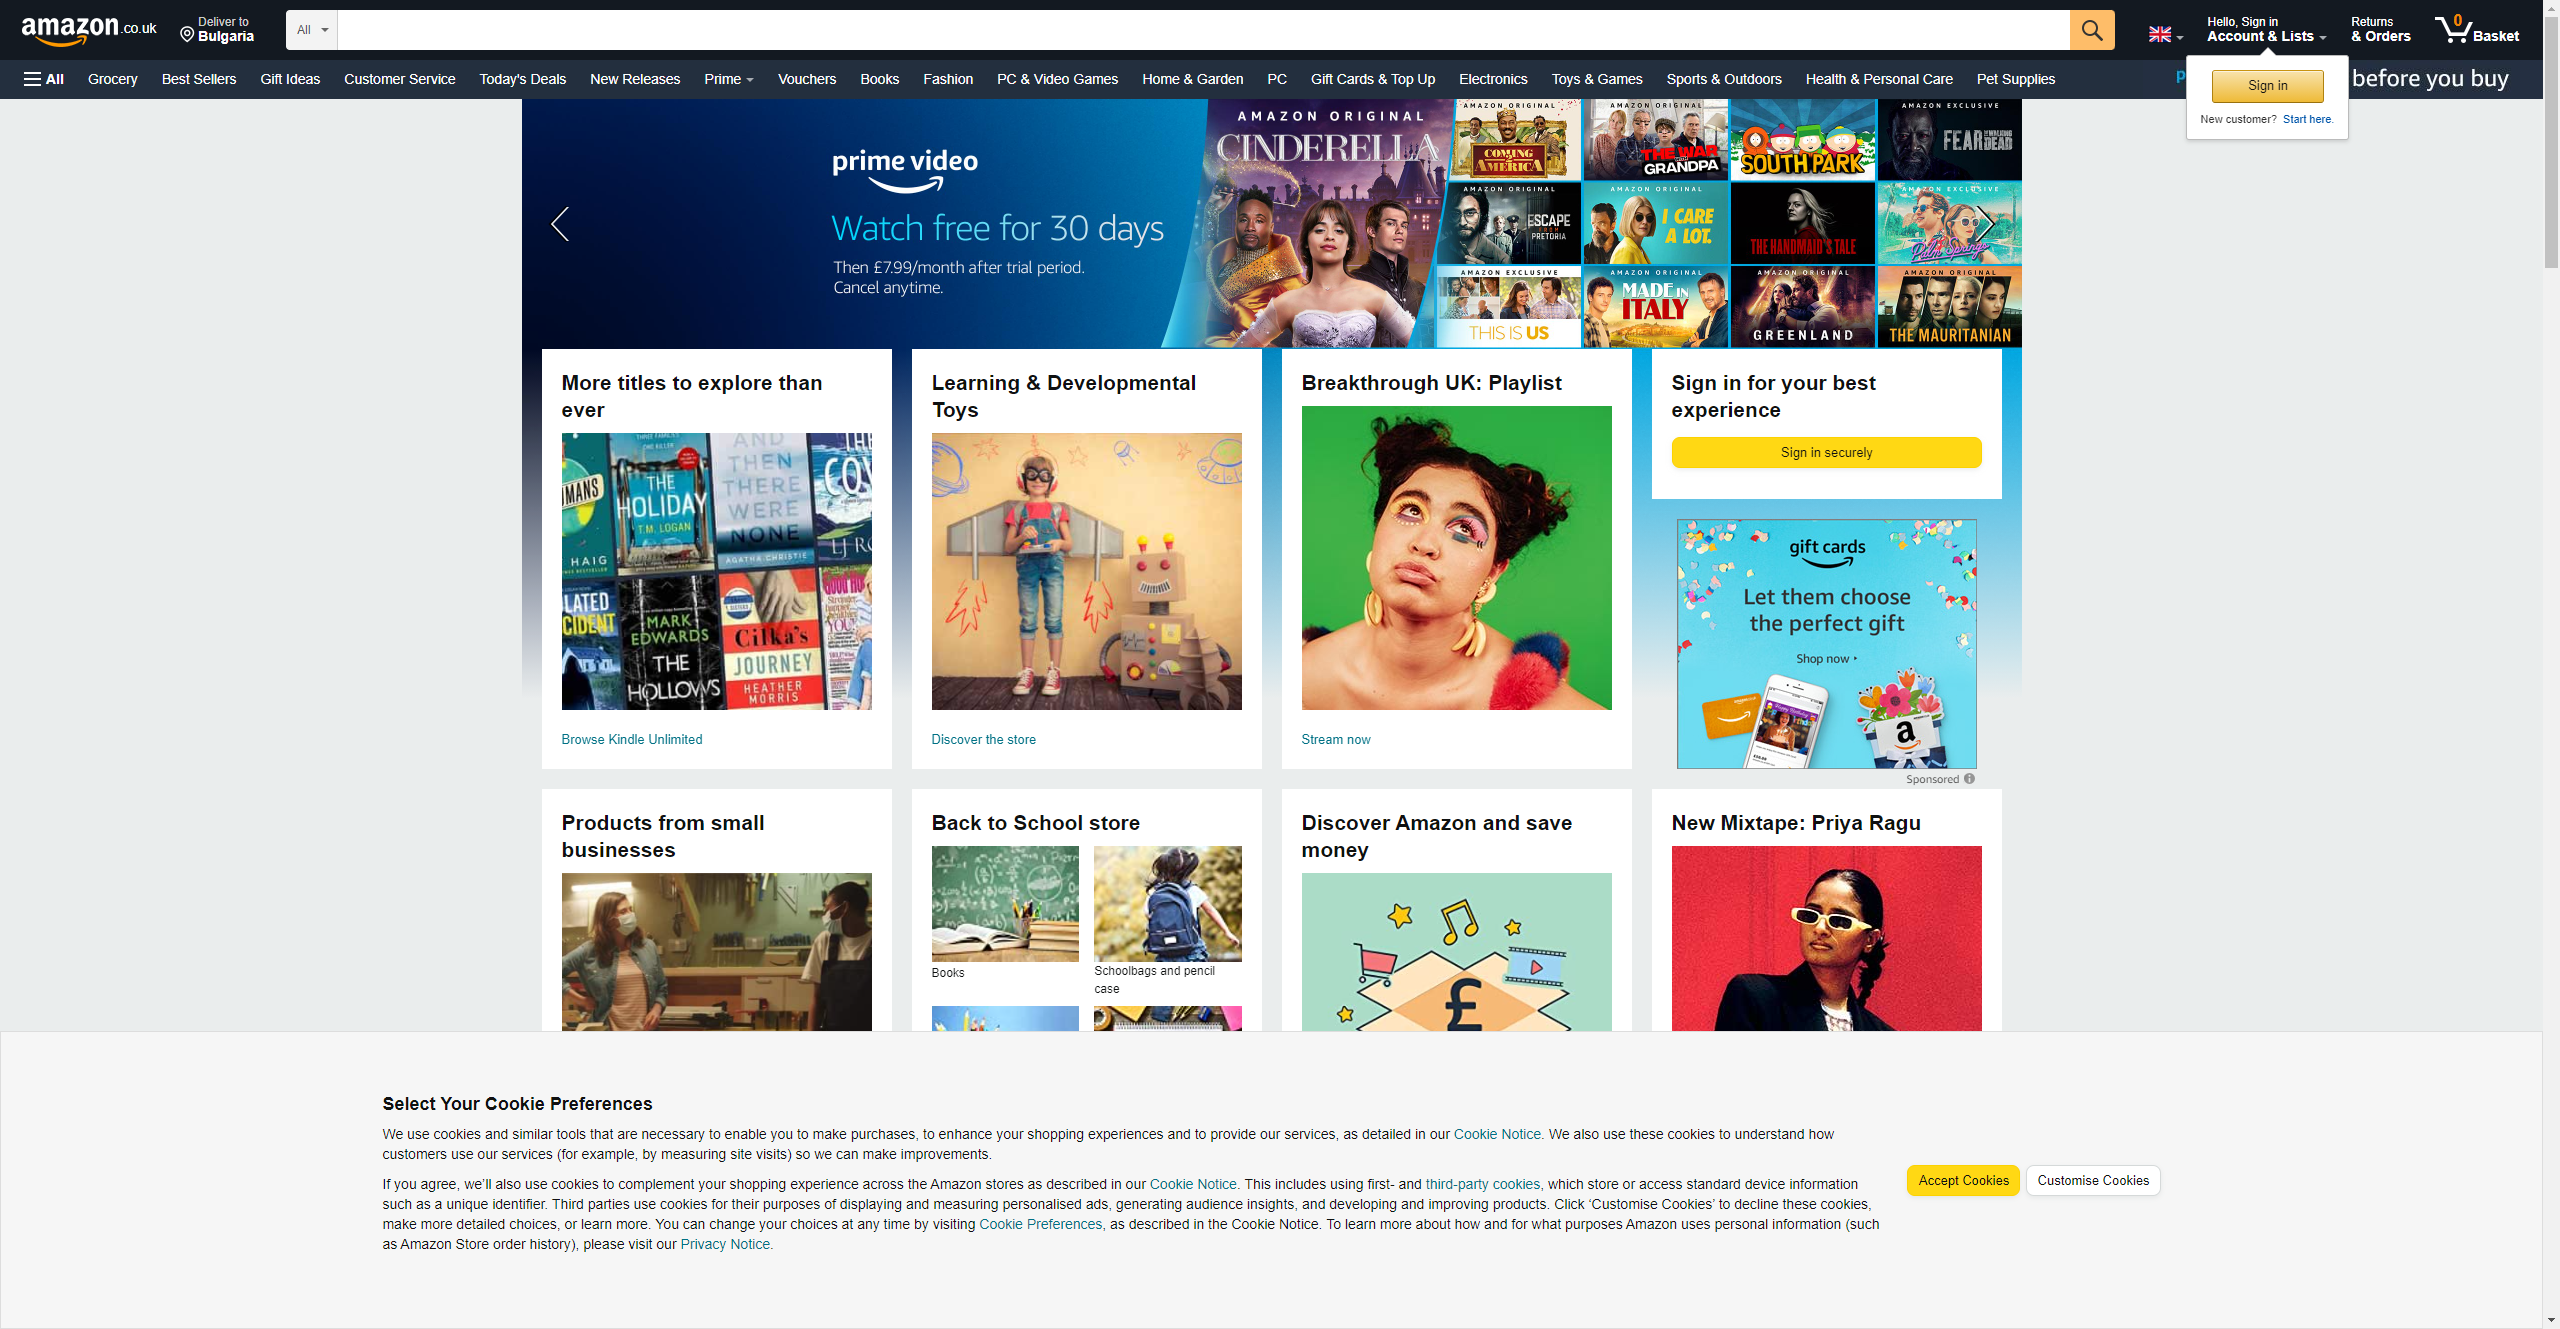 amazon.co.uk
Deliver to
Bulgaria
All
Hello, Sign in
Account & Lists
Returns
& Orders
0
Basket
All
Grocery
Best Sellers
Gift Ideas
Customer Service
Today's Deals
New Releases
Prime
Vouchers
Books
Fashion
PC & Video Games
Home & Garden
PC
Gift Cards & Top Up
Electronics
Toys & Games
Sports & Outdoors
Health & Personal Care
Pet Supplies
before you buy
Sign in
New customer? Start here.
prime video
Watch free for 30 days
Then £7.99/month after trial period.
Cancel anytime.
AMAZON ORIGINAL
CINDERELLA
AMAZON ORIGINAL
COMING 2 AMERICA
AMAZON ORIGINAL
THE WAR WITH GRANDPA
SOUTH PARK
AMAZON EXCLUSIVE
FEAR THE WALKING DEAD
AMAZON ORIGINAL
ESCAPE
FROM
PRETORIA
AMAZON ORIGINAL
I CARE
A LOT.
THE HANDMAID'S TALE
AMAZON EXCLUSIVE
Palm Springs
AMAZON EXCLUSIVE
THIS IS US
AMAZON ORIGINAL
MADE IN
ITALY
AMAZON ORIGINAL
GREENLAND
AMAZON ORIGINAL
THE MAURITANIAN
More titles to explore than
ever
THE
HOLIDAY
T.M. LOGAN
AND
THEN
THERE
WERE
NONE
AGATHA CHRISTIE
HAIG
MARK
EDWARDS
THE
HOLLOWS
Cilka's
JOURNEY
HEATHER
MORRIS
Browse Kindle Unlimited
Learning & Developmental
Toys
Discover the store
Breakthrough UK: Playlist
Stream now
Sign in for your best
experience
Sign in securely
gift cards
Let them choose
the perfect gift
Shop now
a
Sponsored
Products from small
businesses
Back to School store
Books
Schoolbags and pencil
case
Discover Amazon and save
money
£
New Mixtape: Priya Ragu
Select Your Cookie Preferences
We use cookies and similar tools that are necessary to enable you to make purchases, to enhance your shopping experiences and to provide our services, as detailed in our Cookie Notice. We also use these cookies to understand how
customers use our services (for example, by measuring site visits) so we can make improvements.
If you agree, we’ll also use cookies to complement your shopping experience across the Amazon stores as described in our Cookie Notice. This includes using first- and third-party cookies, which store or access standard device information
such as a unique identifier. Third parties use cookies for their purposes of displaying and measuring personalised ads, generating audience insights, and developing and improving products. Click ‘Customise Cookies’ to decline these cookies,
make more detailed choices, or learn more. You can change your choices at any time by visiting Cookie Preferences, as described in the Cookie Notice. To learn more about how and for what purposes Amazon uses personal information (such
as Amazon Store order history), please visit our Privacy Notice.
Accept Cookies
Customise Cookies